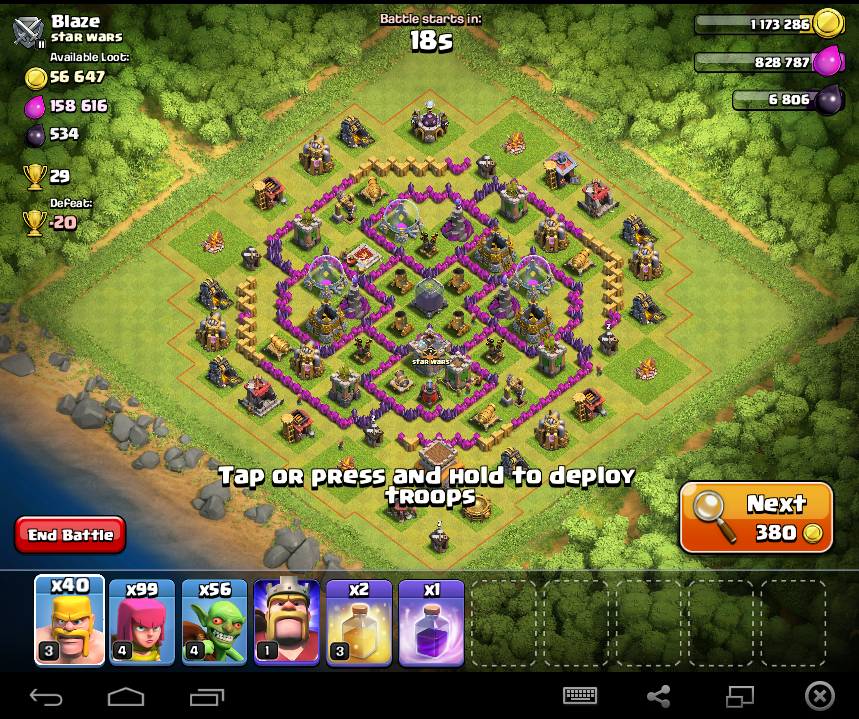 Blaze
star wars
Available Loot:
56 647
158 616
534
29
Defeat:
-20
Battle starts in:
18s
1 173 286
828 787
6 806
star wars
Tap or press and hold to deploy
troops
End Battle
Next
380
x40
x99
x56
x2
x1
3
4
4
1
3